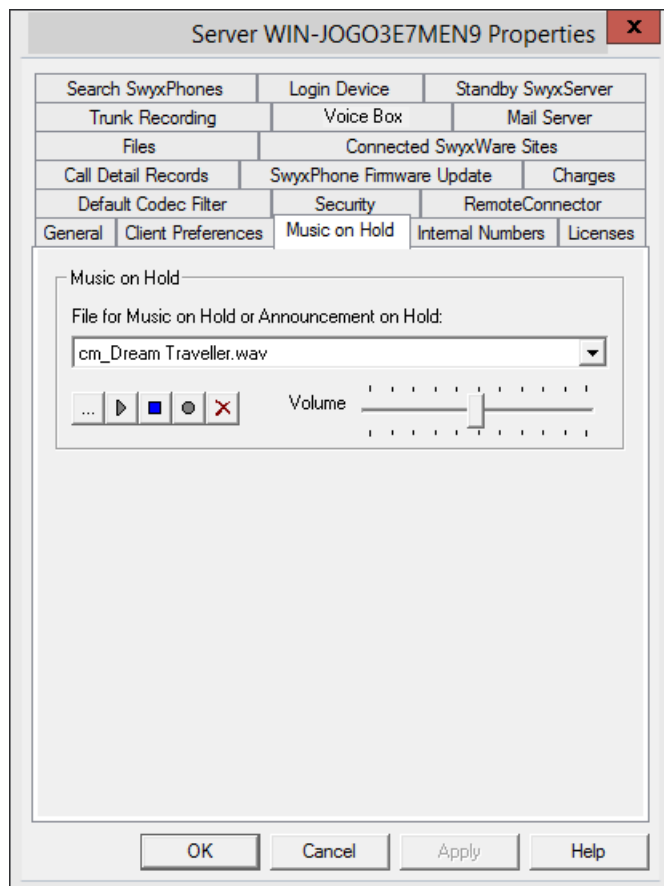 Server WIN-JOGO3E7MEN9 Properties x
Search SwyxPhones Login Device Standby SwyxServer
Trunk Recording Voice Box Mail Server
Files Connected SwyxWare Sites
Call Detail Records SwyxPhone Firmware Update Charges
Default Codec Filter Security RemoteConnector
General Client Preferences Music on Hold Internal Numbers Licenses
Music on Hold
File for Music on Hold or Announcement on Hold:
cm_Dream Traveller.wav
... Volume
OK Cancel Apply Help